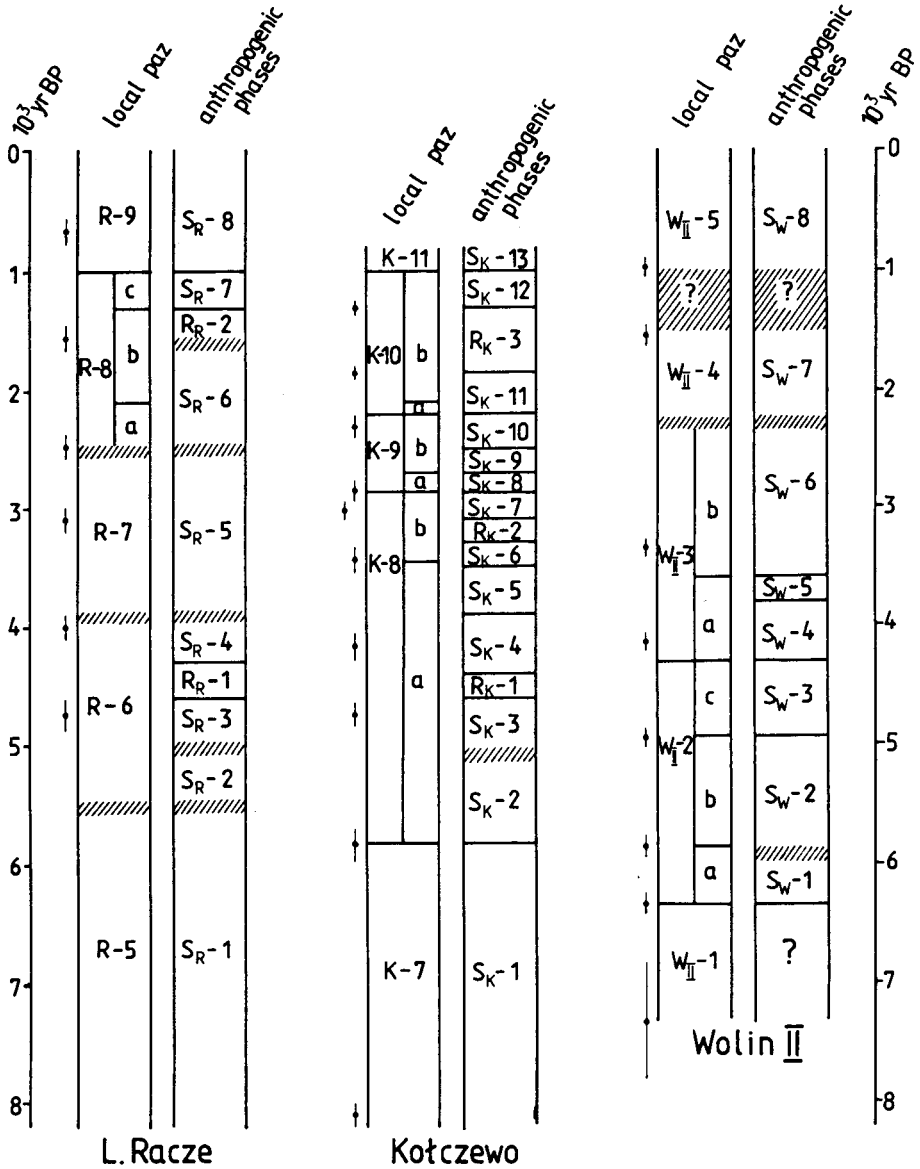 10³ yr BP
local paz
anthropogenic phases
0
1
2
3
4
5
6
7
8
R-9
R-8
c
b
a
R-7
R-6
R-5
S_R-8
S_R-7
R_R-2
S_R-6
S_R-5
S_R-4
R_R-1
S_R-3
S_R-2
S_R-1
L. Racze
local paz
anthropogenic phases
K-11
K-10
b
a
K-9
b
a
K-8
b
a
K-7
S_K-13
S_K-12
R_K-3
S_K-11
S_K-10
S_K-9
S_K-8
S_K-7
R_K-2
S_K-6
S_K-5
S_K-4
R_K-1
S_K-3
S_K-2
S_K-1
Kołczewo
local paz
anthropogenic phases
10³ yr BP
W_II-5
?
W_II-4
W_II-3
b
a
W_II-2
c
b
a
W_II-1
S_W-8
?
S_W-7
S_W-6
S_W-5
S_W-4
S_W-3
S_W-2
S_W-1
?
Wolin II
0
1
2
3
4
5
6
7
8